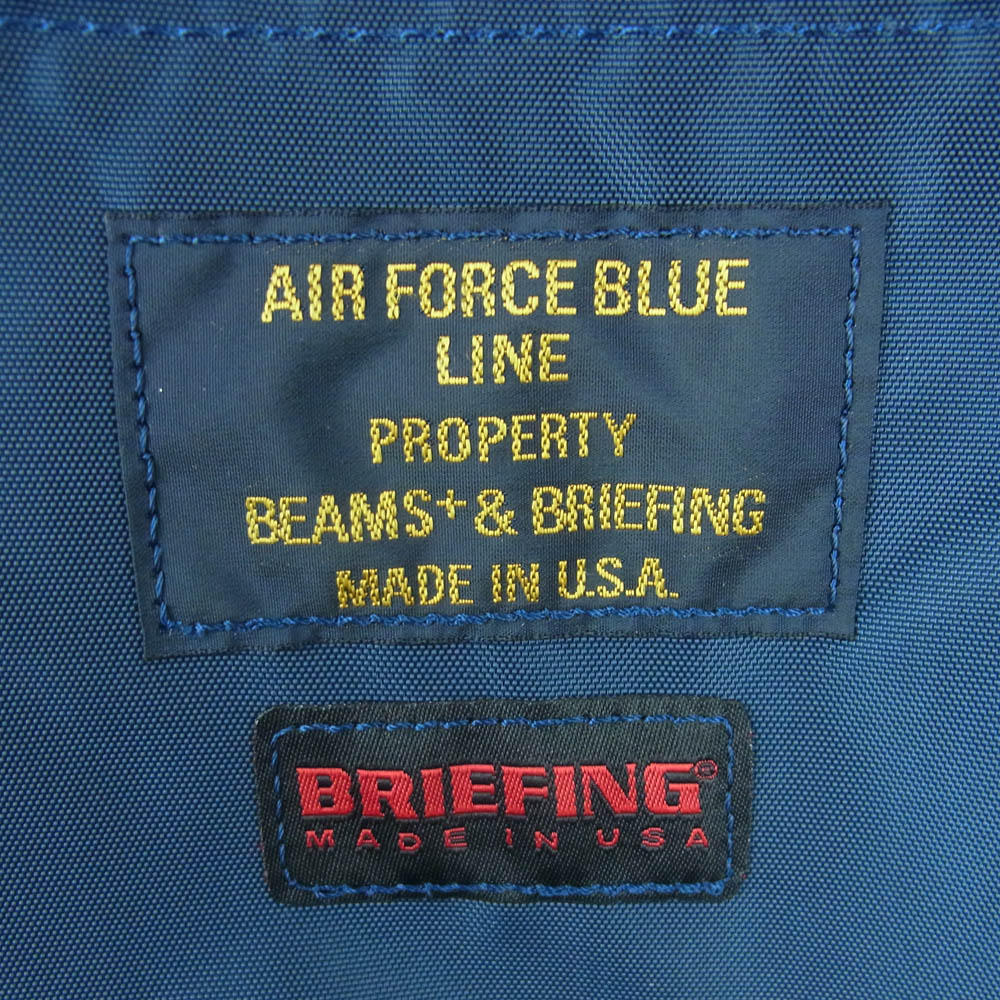 AIR FORCE BLUE
LINE
PROPERTY
BEAMS+ & BRIEFING
MADE IN U.S.A.
BRIEFING®
MADE IN USA